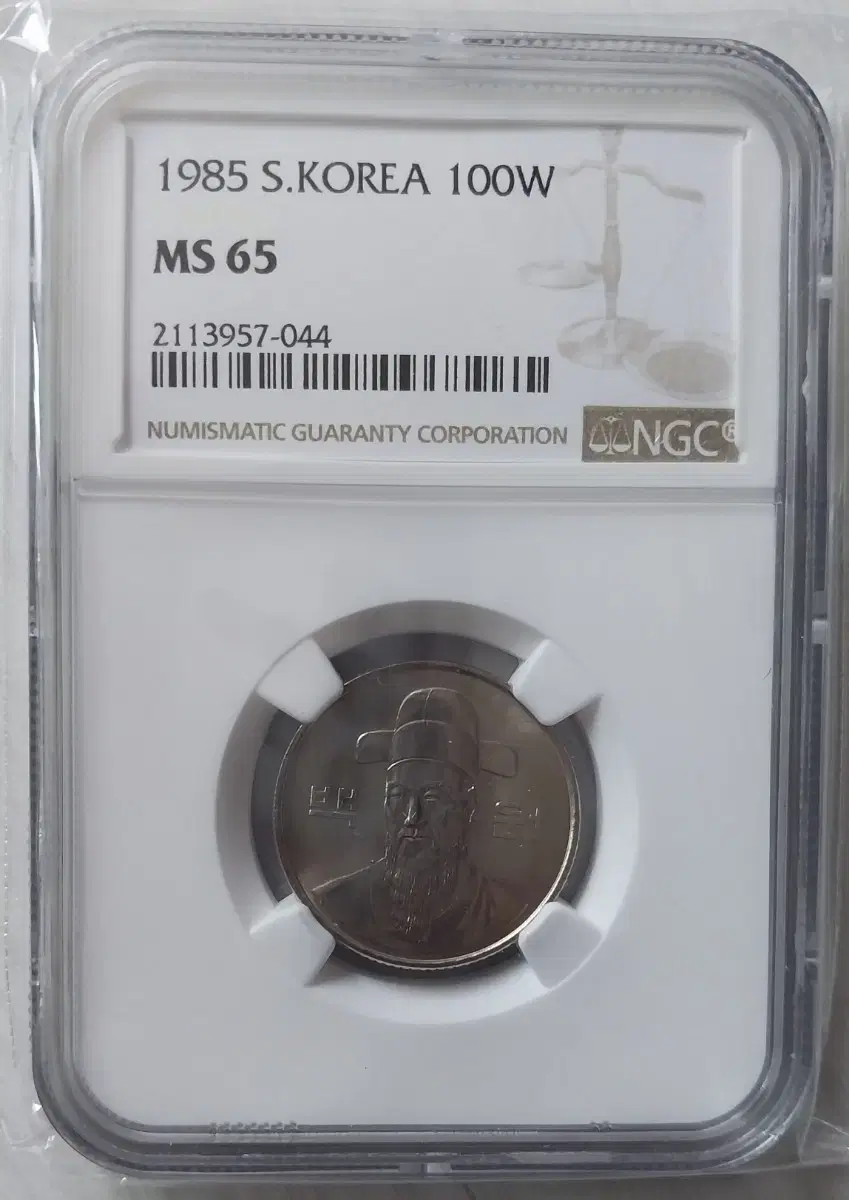 1985 S.KOREA 100W
MS 65
2113957-044
NUMISMATIC GUARANTY CORPORATION NGC®
백 원